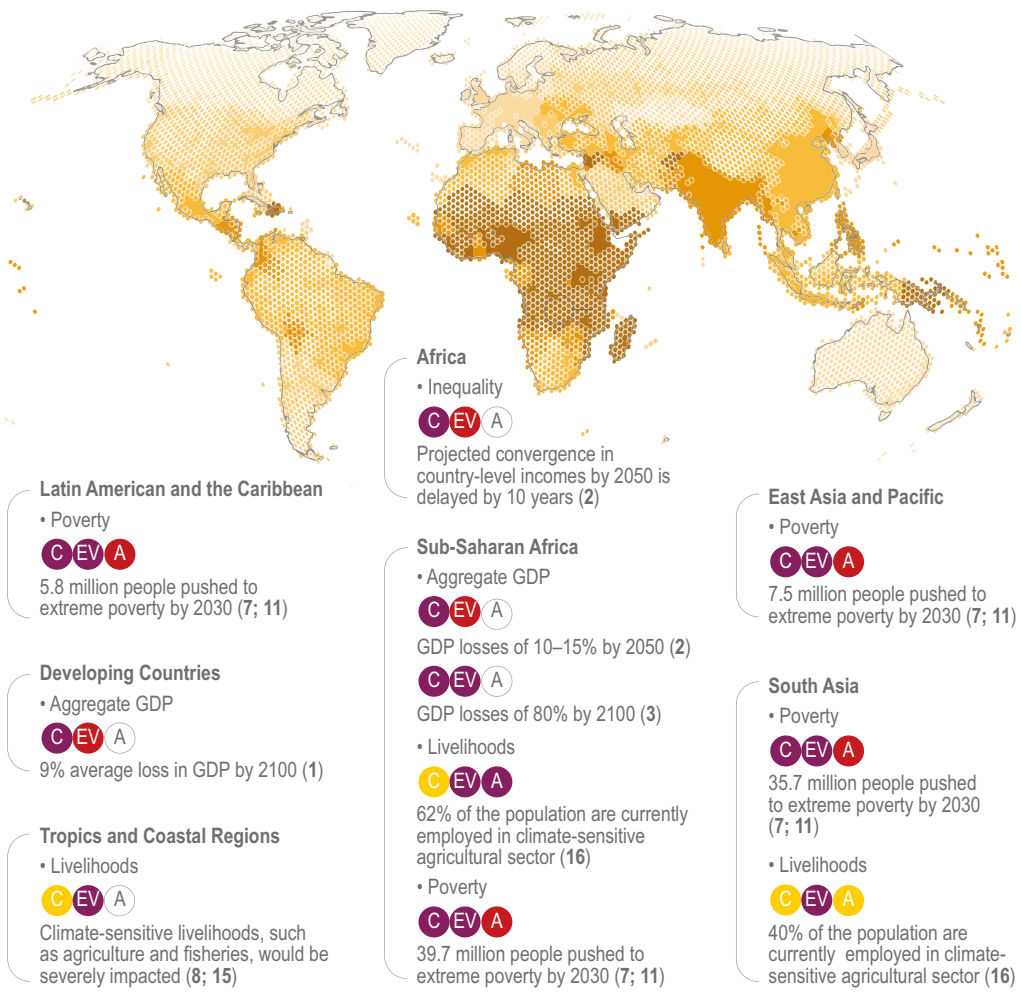 Africa
• Inequality
C EV A
Projected convergence in
country-level incomes by 2050 is
delayed by 10 years (2)
Latin American and the Caribbean
• Poverty
C EV A
5.8 million people pushed to
extreme poverty by 2030 (7; 11)
Developing Countries
• Aggregate GDP
C EV A
9% average loss in GDP by 2100 (1)
Tropics and Coastal Regions
• Livelihoods
C EV A
Climate-sensitive livelihoods, such
as agriculture and fisheries, would be
severely impacted (8; 15)
Sub-Saharan Africa
• Aggregate GDP
C EV A
GDP losses of 10–15% by 2050 (2)
C EV A
GDP losses of 80% by 2100 (3)
• Livelihoods
C EV A
62% of the population are currently
employed in climate-sensitive
agricultural sector (16)
• Poverty
C EV A
39.7 million people pushed to
extreme poverty by 2030 (7; 11)
East Asia and Pacific
• Poverty
C EV A
7.5 million people pushed to
extreme poverty by 2030 (7; 11)
South Asia
• Poverty
C EV A
35.7 million people pushed
to extreme poverty by 2030
(7; 11)
• Livelihoods
C EV A
40% of the population are
currently employed in climate-
sensitive agricultural sector (16)